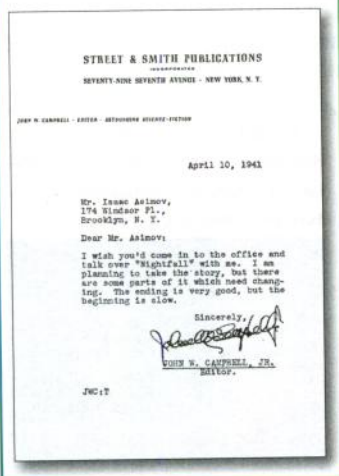 STREET & SMITH PUBLICATIONS
INCORPORATED
SEVENTY-NINE SEVENTH AVENUE - NEW YORK, N. Y.
JOHN W. CAMPBELL - EDITOR - ASTOUNDING SCIENCE-FICTION
April 10, 1941
Mr. Isaac Asimov,
174 Windsor Pl.,
Brooklyn, N. Y.
Dear Mr. Asimov:
I wish you'd come in to the office and
talk over "Nightfall" with me. I am
planning to take the story, but there
are some parts of it which need chang-
ing. The ending is very good, but the
beginning is slow.
Sincerely,
John W. Campbell Jr.
JOHN W. CAMPBELL, JR.
Editor.
JWC:T